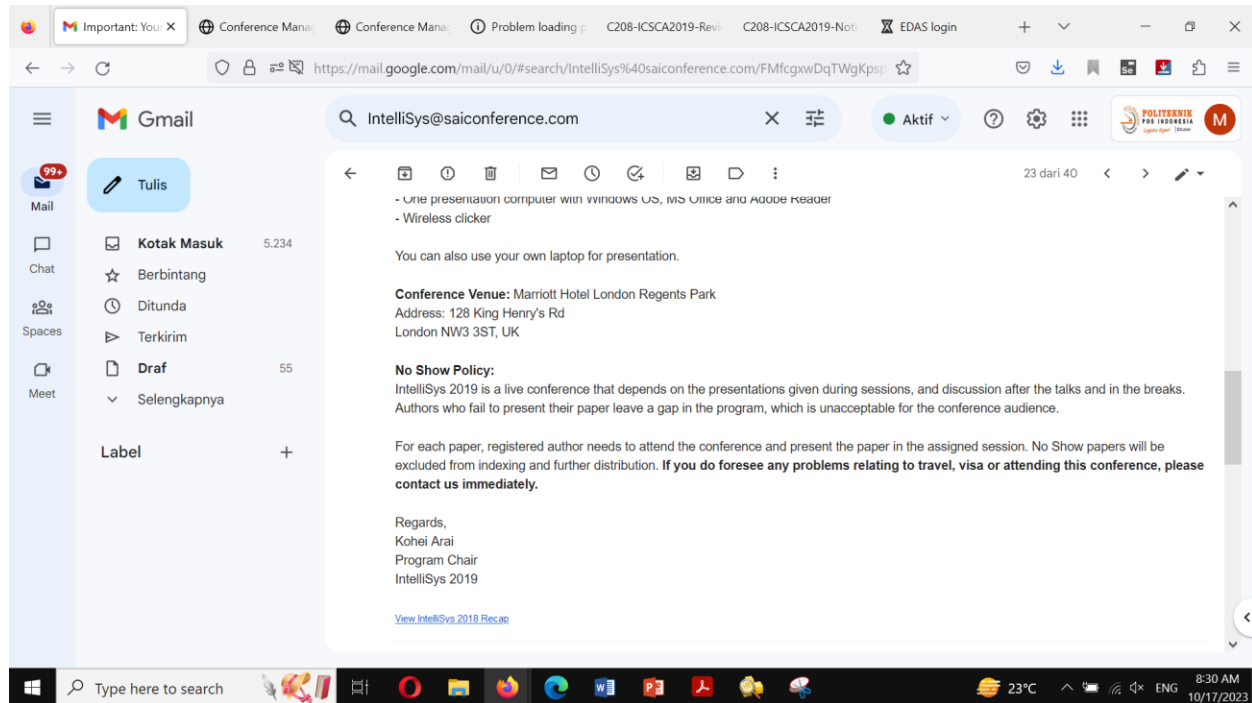 Important: Your
Conference Manag
Conference Manag
Problem loading p
C208-ICSCA2019-Revi
C208-ICSCA2019-Noti
EDAS login
https://mail.google.com/mail/u/0/#search/IntelliSys%40saiconference.com/FMfcgxwDqTWgKpsp
Gmail
IntelliSys@saiconference.com
Aktif
POLITEKNIK
POS INDONESIA
M
99+
Mail
Chat
Spaces
Meet
Tulis
Kotak Masuk 5.234
Berbintang
Ditunda
Terkirim
Draf 55
Selengkapnya
Label
23 dari 40
- One presentation computer with Windows OS, MS Office and Adobe Reader
- Wireless clicker
You can also use your own laptop for presentation.
Conference Venue: Marriott Hotel London Regents Park
Address: 128 King Henry's Rd
London NW3 3ST, UK
No Show Policy:
IntelliSys 2019 is a live conference that depends on the presentations given during sessions, and discussion after the talks and in the breaks.
Authors who fail to present their paper leave a gap in the program, which is unacceptable for the conference audience.
For each paper, registered author needs to attend the conference and present the paper in the assigned session. No Show papers will be
excluded from indexing and further distribution. If you do foresee any problems relating to travel, visa or attending this conference, please
contact us immediately.
Regards,
Kohei Arai
Program Chair
IntelliSys 2019
View IntelliSys 2018 Recap
Type here to search
23°C
ENG
8:30 AM
10/17/2023